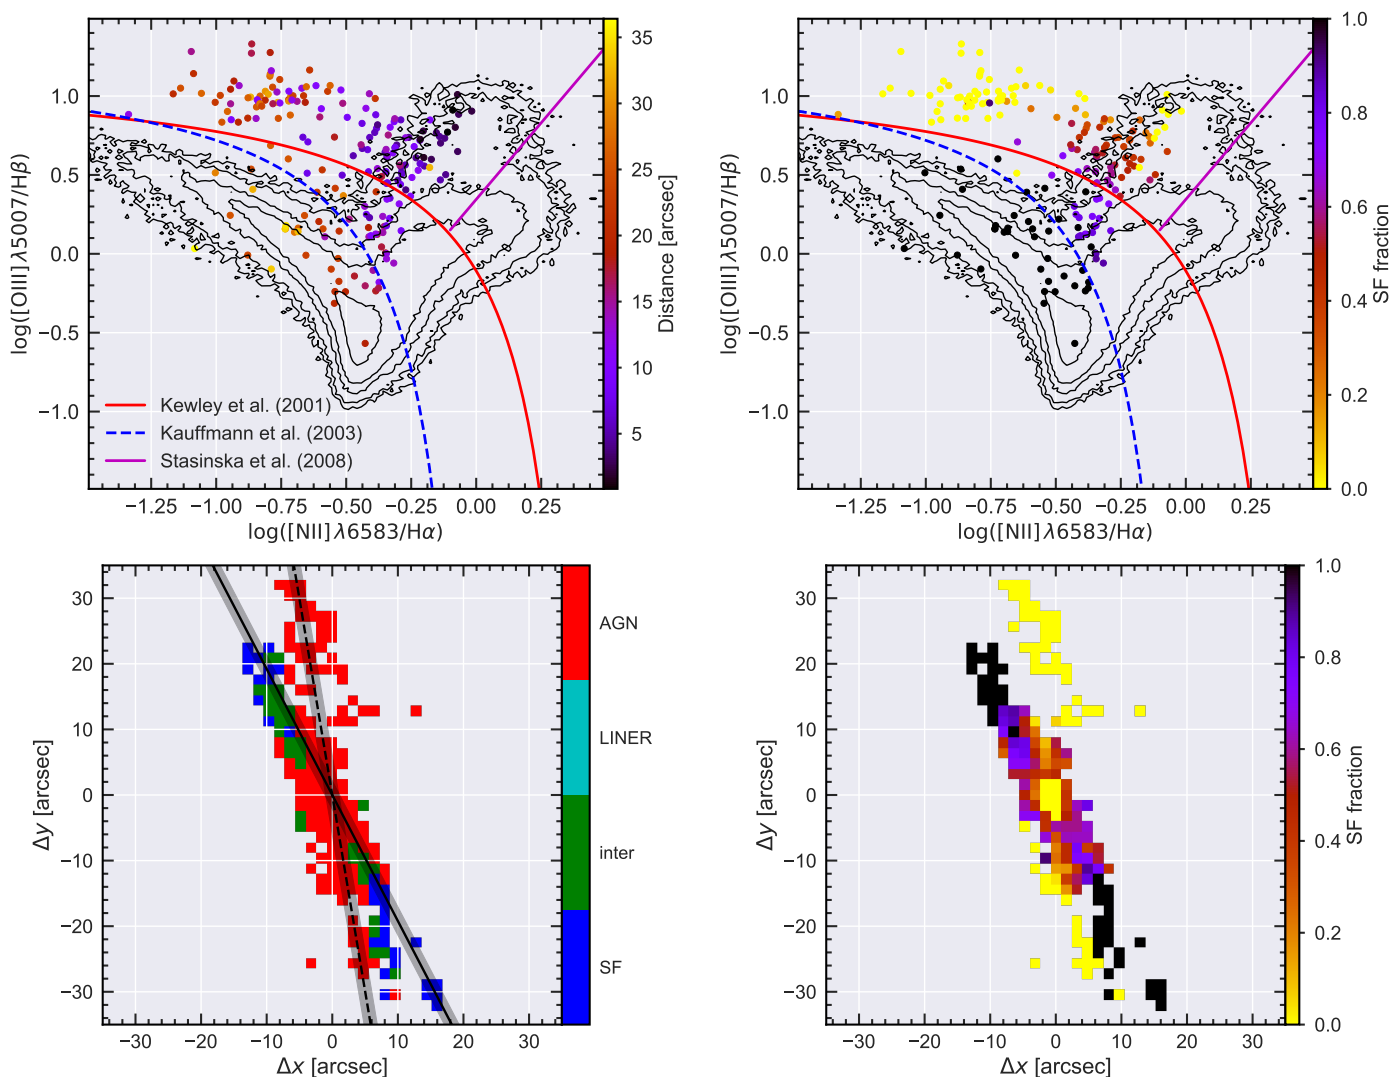 1.0
0.5
0.0
−0.5
−1.0
log([OIII] λ5007/Hβ)
−1.25 −1.00 −0.75 −0.50 −0.25 0.00 0.25
log([NII] λ6583/Hα)
Kewley et al. (2001)
Kauffmann et al. (2003)
Stasinska et al. (2008)
35
30
25
20
15
10
5
Distance [arcsec]
1.0
0.5
0.0
−0.5
−1.0
log([OIII] λ5007/Hβ)
−1.25 −1.00 −0.75 −0.50 −0.25 0.00 0.25
log([NII] λ6583/Hα)
1.0
0.8
0.6
0.4
0.2
0.0
SF fraction
30
20
10
0
−10
−20
−30
Δy [arcsec]
−30 −20 −10 0 10 20 30
Δx [arcsec]
AGN
LINER
inter
SF
30
20
10
0
−10
−20
−30
Δy [arcsec]
−30 −20 −10 0 10 20 30
Δx [arcsec]
1.0
0.8
0.6
0.4
0.2
0.0
SF fraction